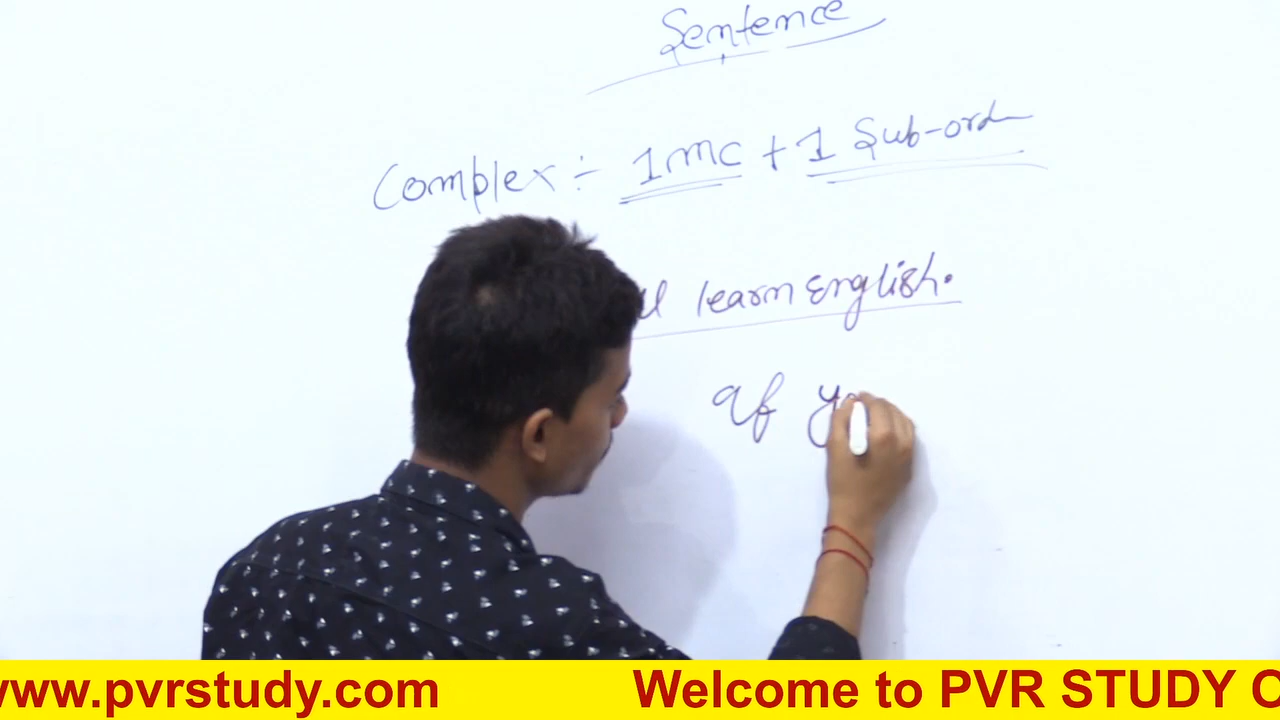 Sentence
Complex ÷ 1MC + 1 Sub-ord
learn English.
If yo
www.pvrstudy.com Welcome to PVR STUDY C